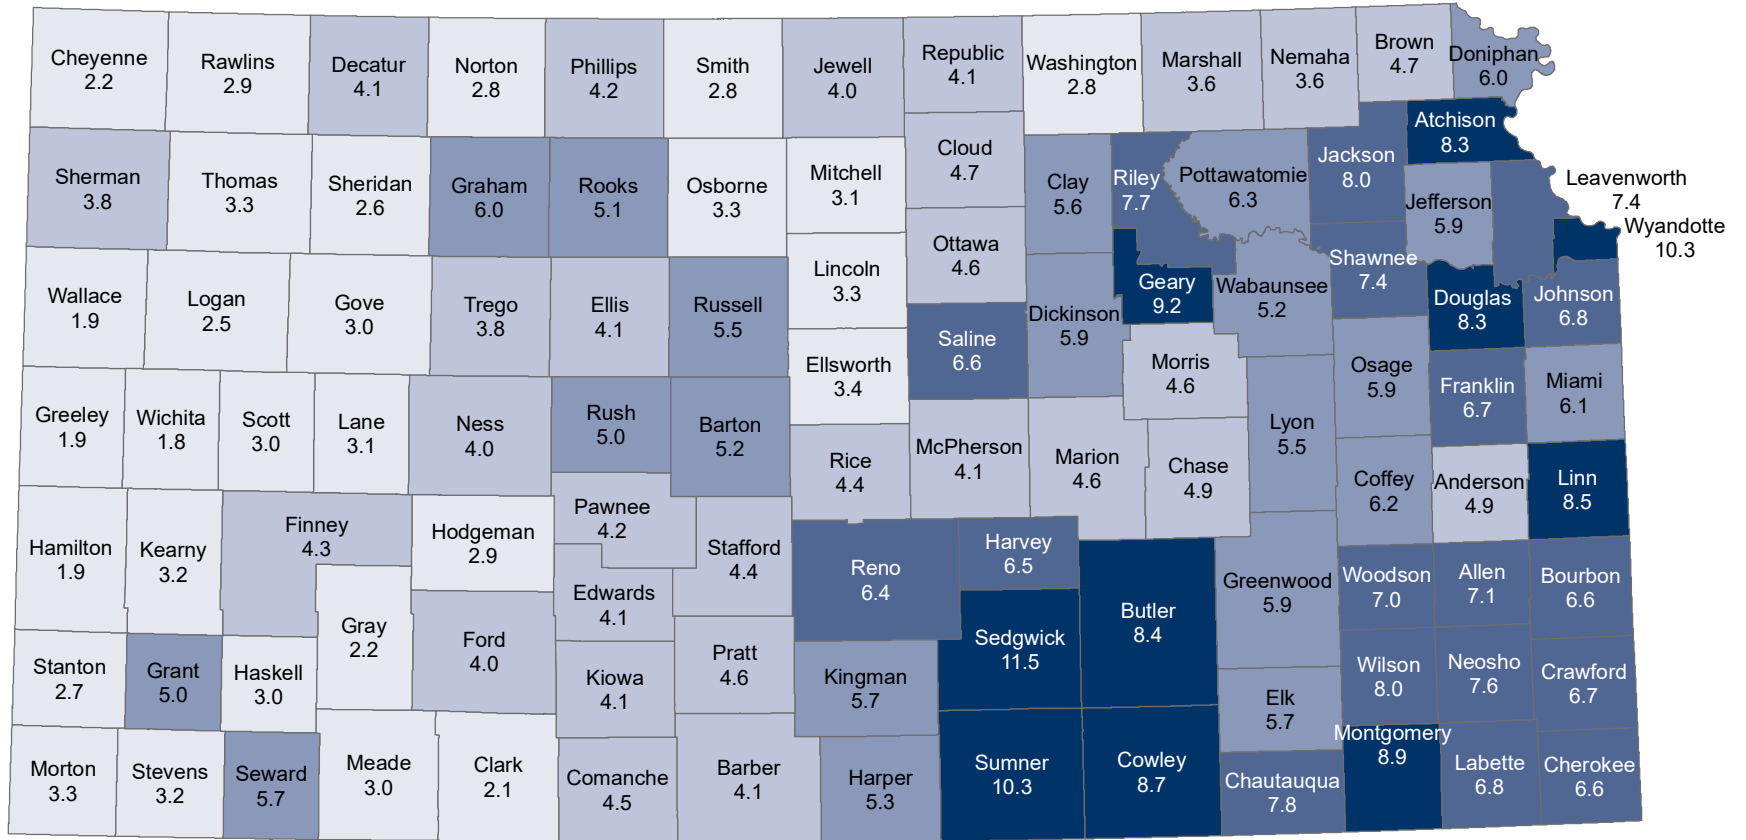 Cheyenne
2.2
Rawlins
2.9
Decatur
4.1
Norton
2.8
Phillips
4.2
Smith
2.8
Jewell
4.0
Republic
4.1
Washington
2.8
Marshall
3.6
Nemaha
3.6
Brown
4.7
Doniphan
6.0
Atchison
8.3
Sherman
3.8
Thomas
3.3
Sheridan
2.6
Graham
6.0
Rooks
5.1
Osborne
3.3
Mitchell
3.1
Cloud
4.7
Clay
5.6
Riley
7.7
Pottawatomie
6.3
Jackson
8.0
Jefferson
5.9
Leavenworth
7.4
Wyandotte
10.3
Wallace
1.9
Logan
2.5
Gove
3.0
Trego
3.8
Ellis
4.1
Russell
5.5
Lincoln
3.3
Ottawa
4.6
Saline
6.6
Dickinson
5.9
Geary
9.2
Wabaunsee
5.2
Shawnee
7.4
Douglas
8.3
Johnson
6.8
Greeley
1.9
Wichita
1.8
Scott
3.0
Lane
3.1
Ness
4.0
Rush
5.0
Barton
5.2
Ellsworth
3.4
Rice
4.4
McPherson
4.1
Marion
4.6
Morris
4.6
Chase
4.9
Lyon
5.5
Osage
5.9
Franklin
6.7
Miami
6.1
Coffey
6.2
Anderson
4.9
Linn
8.5
Hamilton
1.9
Kearny
3.2
Finney
4.3
Hodgeman
2.9
Pawnee
4.2
Stafford
4.4
Edwards
4.1
Reno
6.4
Harvey
6.5
Butler
8.4
Greenwood
5.9
Woodson
7.0
Allen
7.1
Bourbon
6.6
Stanton
2.7
Grant
5.0
Haskell
3.0
Gray
2.2
Ford
4.0
Kiowa
4.1
Pratt
4.6
Kingman
5.7
Sedgwick
11.5
Elk
5.7
Wilson
8.0
Neosho
7.6
Crawford
6.7
Morton
3.3
Stevens
3.2
Seward
5.7
Meade
3.0
Clark
2.1
Comanche
4.5
Barber
4.1
Harper
5.3
Sumner
10.3
Cowley
8.7
Chautauqua
7.8
Montgomery
8.9
Labette
6.8
Cherokee
6.6